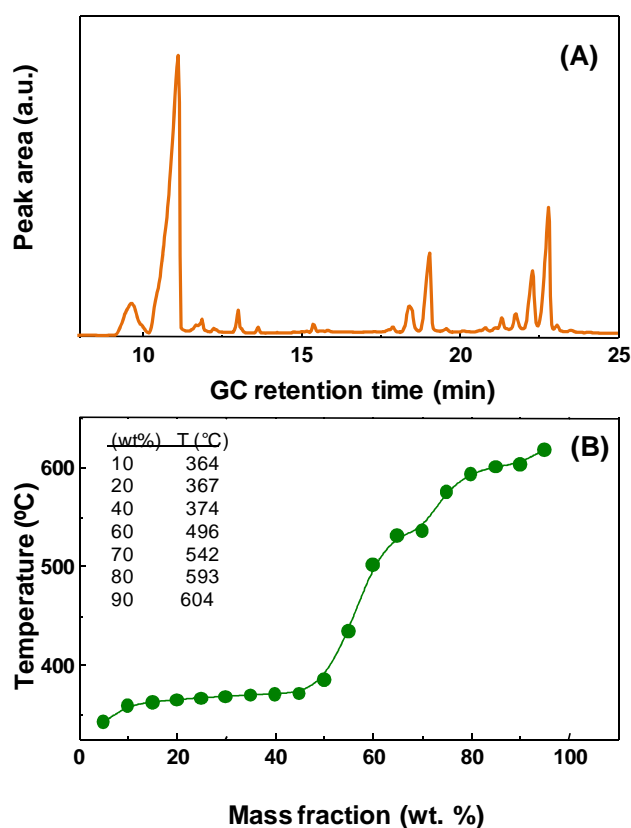 (A)
Peak area (a.u.)
10 15 20 25
GC retention time (min)
(B)
(wt%) T (°C)
10 364
20 367
40 374
60 496
70 542
80 593
90 604
Temperature (ºC)
600
500
400
0 20 40 60 80 100
Mass fraction (wt. %)